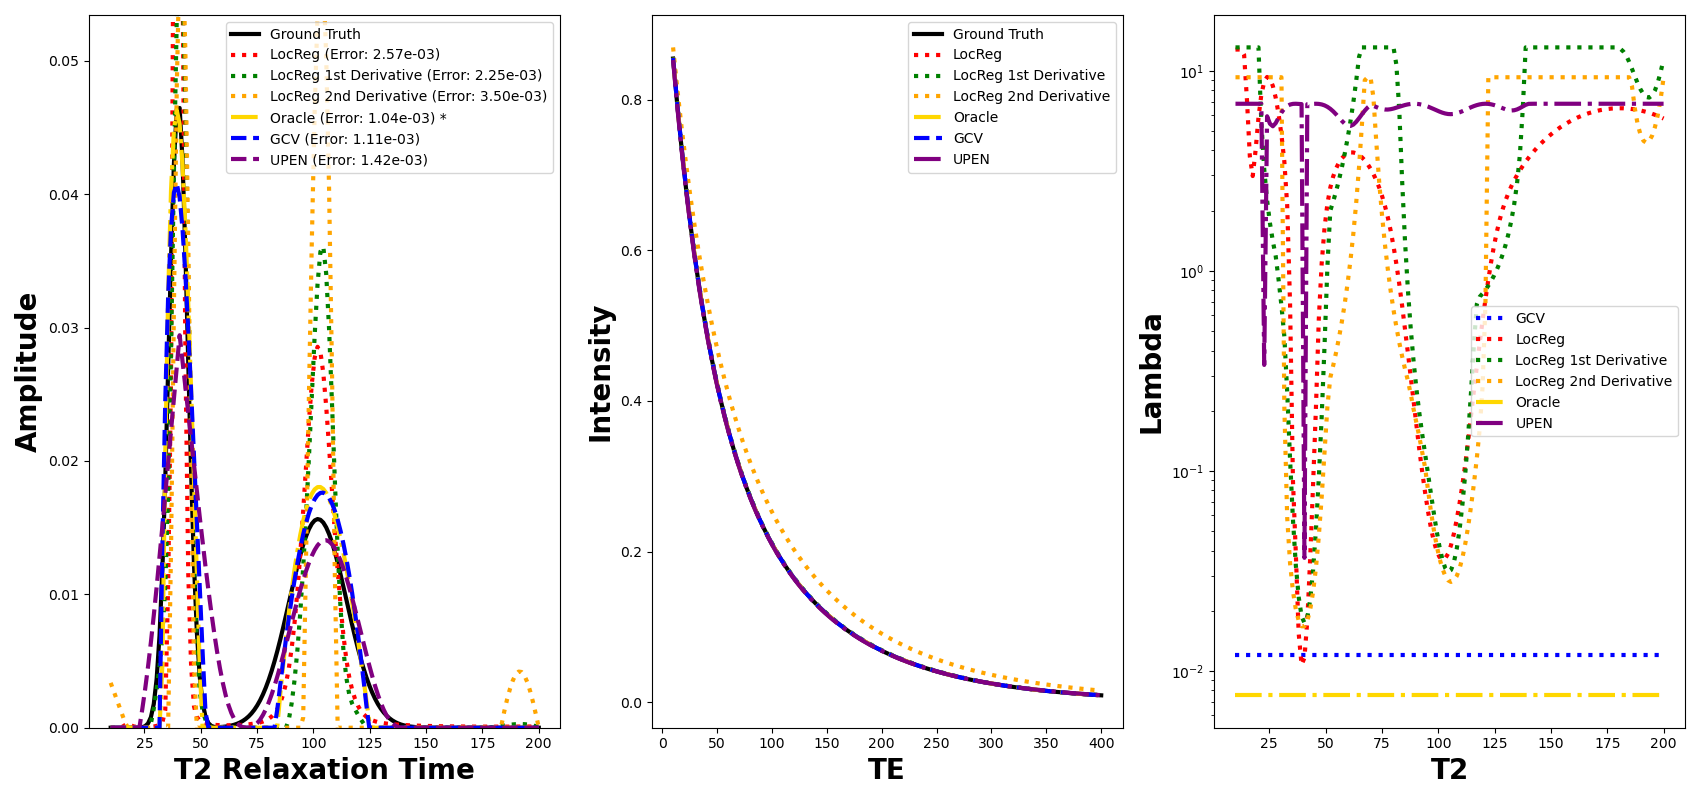 Amplitude
0.05
0.04
0.03
0.02
0.01
0.00
25 50 75 100 125 150 175 200
T2 Relaxation Time
Ground Truth
LocReg (Error: 2.57e-03)
LocReg 1st Derivative (Error: 2.25e-03)
LocReg 2nd Derivative (Error: 3.50e-03)
Oracle (Error: 1.04e-03) *
GCV (Error: 1.11e-03)
UPEN (Error: 1.42e-03)
Intensity
0.8
0.6
0.4
0.2
0.0
0 50 100 150 200 250 300 350 400
TE
Ground Truth
LocReg
LocReg 1st Derivative
LocReg 2nd Derivative
Oracle
GCV
UPEN
Lambda
10¹
10⁰
10⁻¹
10⁻²
25 50 75 100 125 150 175 200
T2
GCV
LocReg
LocReg 1st Derivative
LocReg 2nd Derivative
Oracle
UPEN